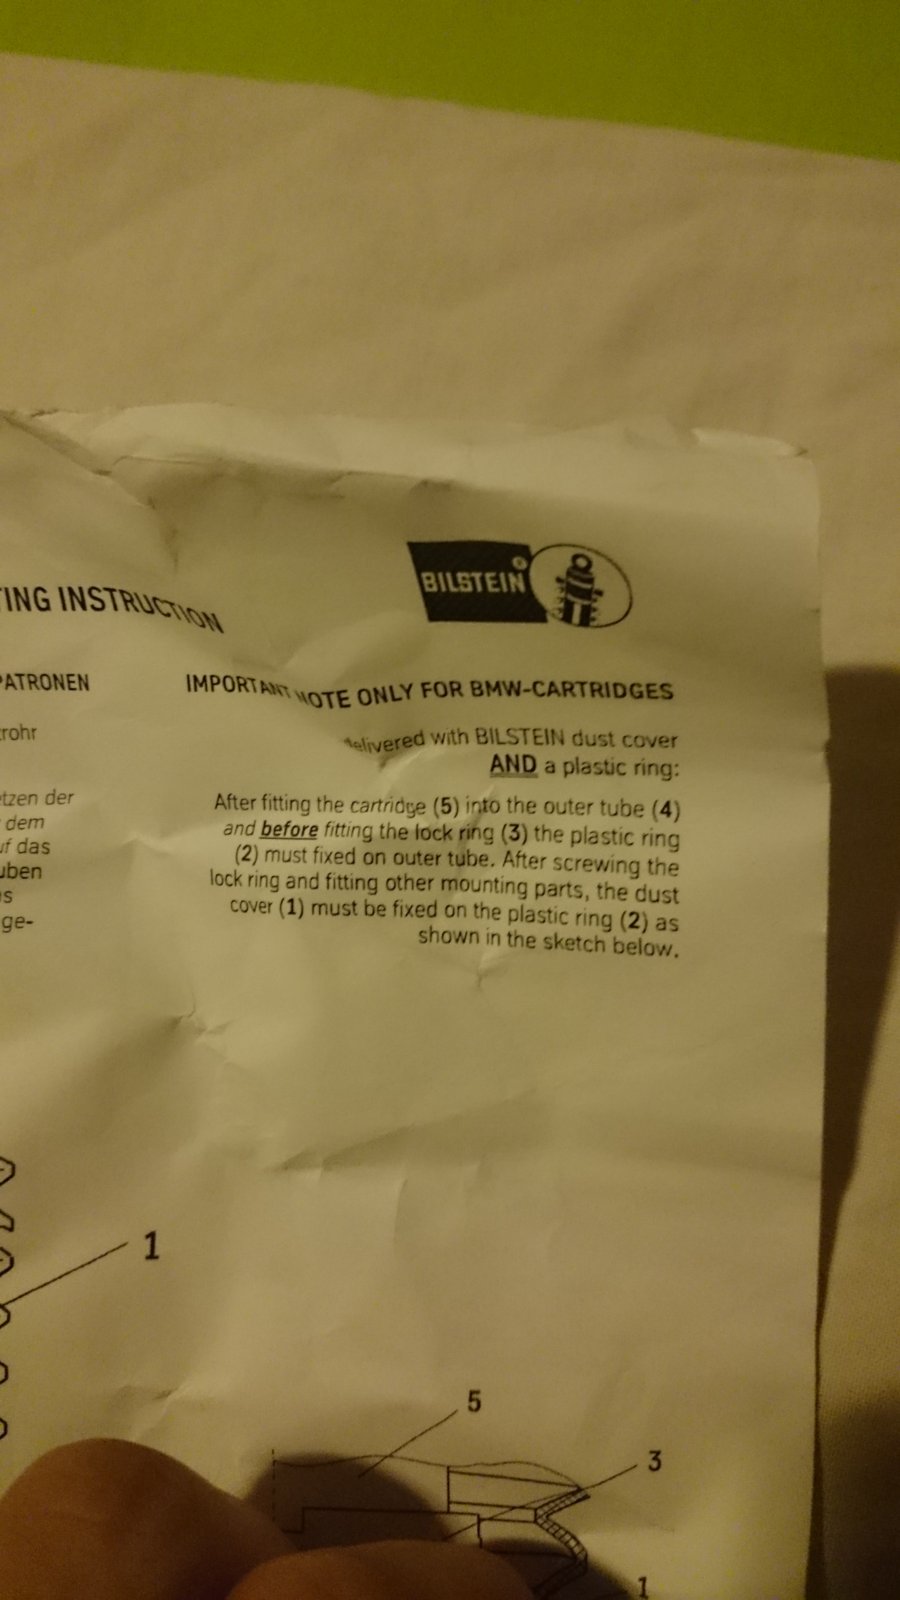 BILSTEIN®
TING INSTRUCTION
PATRONEN
rohr
etzen der
dem
uf das
uben
s
ge-
IMPORTANT NOTE ONLY FOR BMW-CARTRIDGES
delivered with BILSTEIN dust cover
AND a plastic ring:
After fitting the cartridge (5) into the outer tube (4)
and before fitting the lock ring (3) the plastic ring
(2) must fixed on outer tube. After screwing the
lock ring and fitting other mounting parts, the dust
cover (1) must be fixed on the plastic ring (2) as
shown in the sketch below.
1
5
3
1